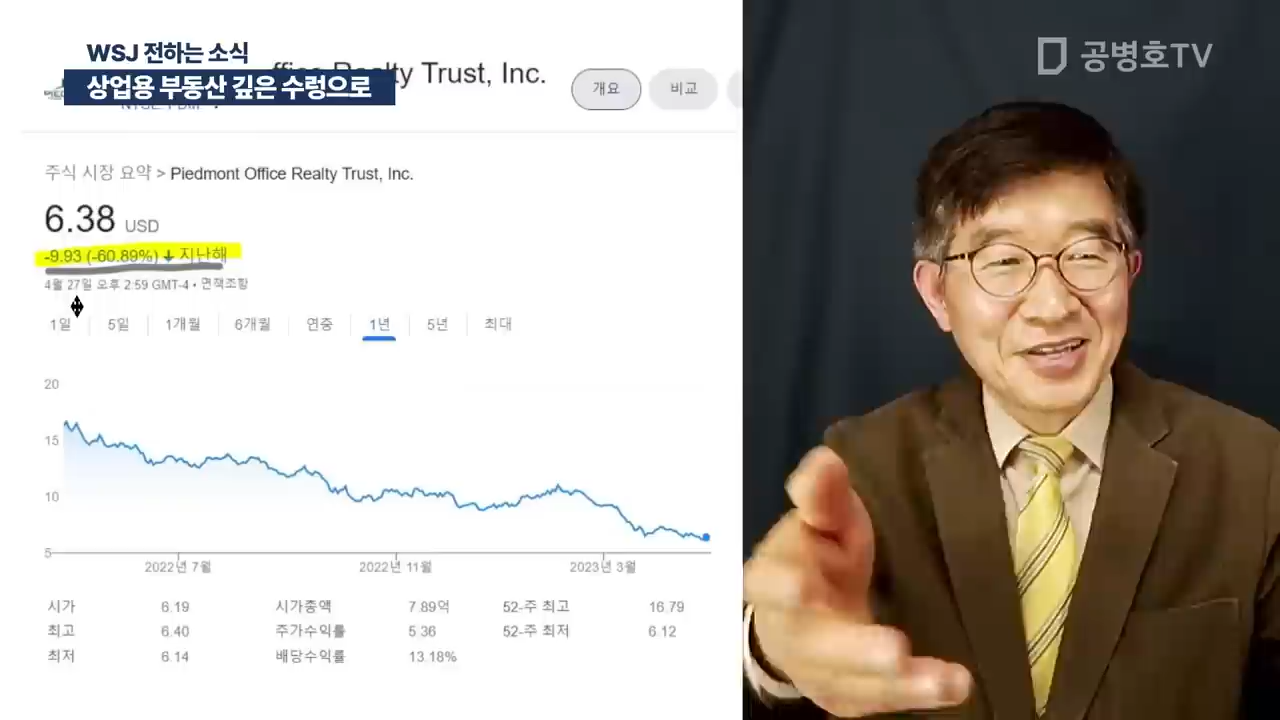 WSJ 전하는 소식
상업용 부동산 깊은 수렁으로
ffice Realty Trust, Inc.
개요
비교
공병호TV
주식 시장 요약 > Piedmont Office Realty Trust, Inc.
6.38 USD
-9.93 (-60.89%) ↓ 지난해
4월 27일 오후 2:59 GMT-4 • 면책조항
1일 5일 1개월 6개월 연중 1년 5년 최대
20
15
10
5
2022년 7월 2022년 11월 2023년 3월
시가 6.19 시가총액 7.89억 52-주 최고 16.79
최고 6.40 주가수익률 5.36 52-주 최저 6.12
최저 6.14 배당수익률 13.18%